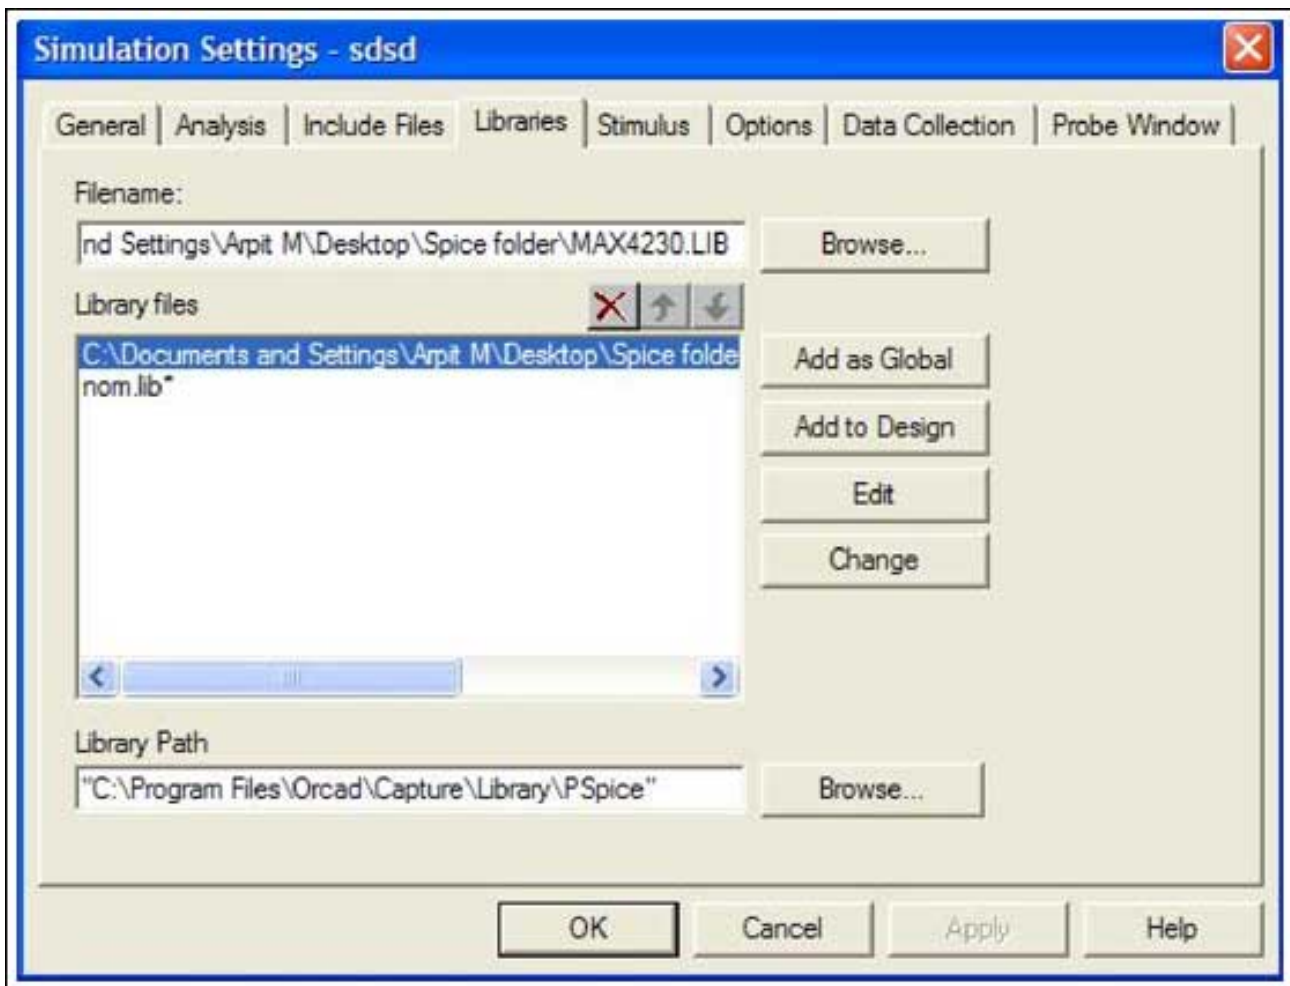 Simulation Settings - sdsd
General Analysis Include Files Libraries Stimulus Options Data Collection Probe Window
Filename:
nd Settings\Arpit M\Desktop\Spice folder\MAX4230.LIB
Browse...
Library files
C:\Documents and Settings\Arpit M\Desktop\Spice folde
nom.lib*
Add as Global
Add to Design
Edit
Change
Library Path
"C:\Program Files\Orcad\Capture\Library\PSpice"
Browse...
OK Cancel Apply Help